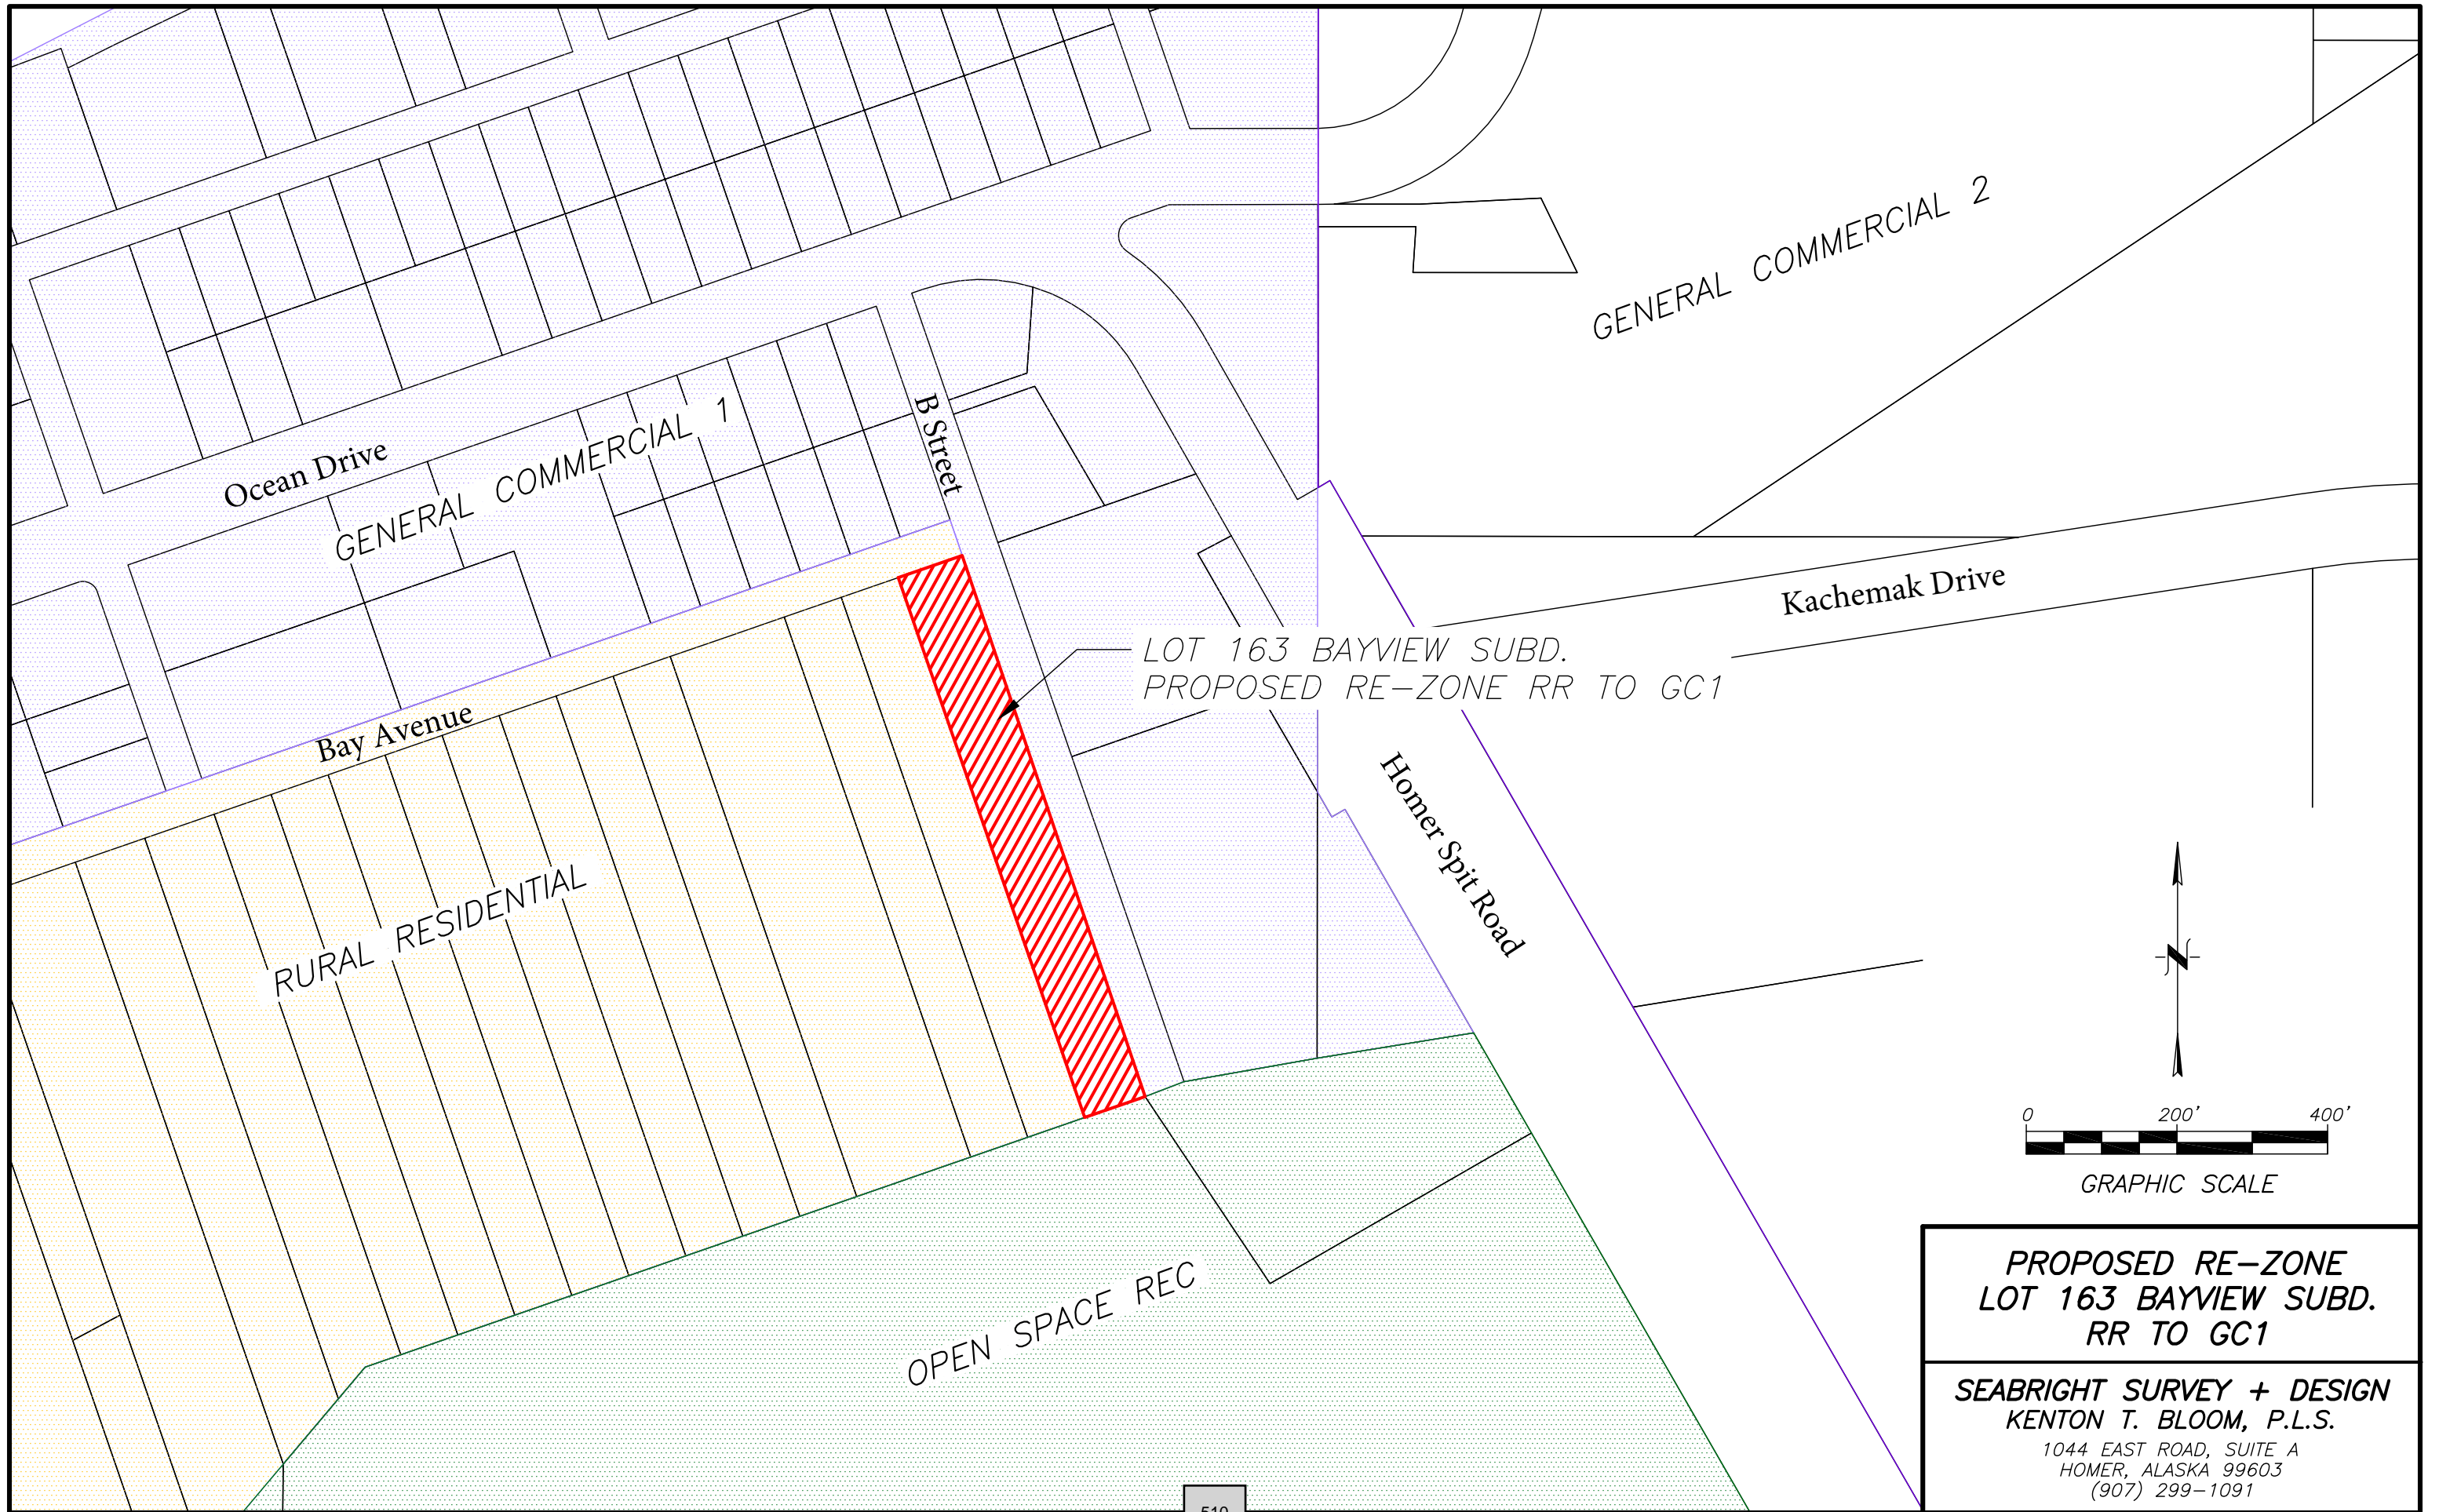 GENERAL COMMERCIAL 2
B Street
GENERAL COMMERCIAL 1
Ocean Drive
Kachemak Drive
LOT 163 BAYVIEW SUBD.
PROPOSED RE-ZONE RR TO GC1
Bay Avenue
Homer Spit Road
RURAL RESIDENTIAL
N
0 200' 400'
GRAPHIC SCALE
OPEN SPACE REC
PROPOSED RE-ZONE
LOT 163 BAYVIEW SUBD.
RR TO GC1
SEABRIGHT SURVEY + DESIGN
KENTON T. BLOOM, P.L.S.
1044 EAST ROAD, SUITE A
HOMER, ALASKA 99603
(907) 299-1091